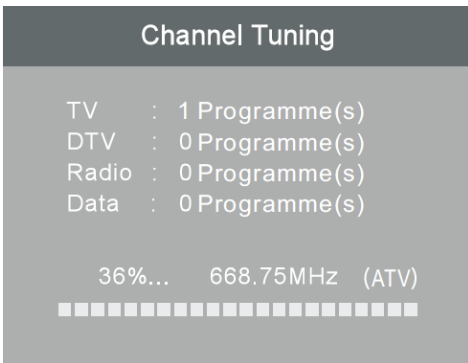 Channel Tuning
TV : 1 Programme(s)
DTV : 0 Programme(s)
Radio : 0 Programme(s)
Data : 0 Programme(s)
36%... 668.75MHz (ATV)